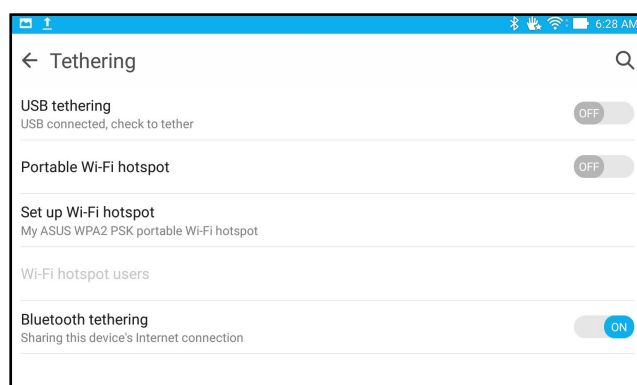 6:28 AM
Tethering
USB tethering
USB connected, check to tether
OFF
Portable Wi-Fi hotspot
OFF
Set up Wi-Fi hotspot
My ASUS WPA2 PSK portable Wi-Fi hotspot
Wi-Fi hotspot users
Bluetooth tethering
Sharing this device's Internet connection
ON